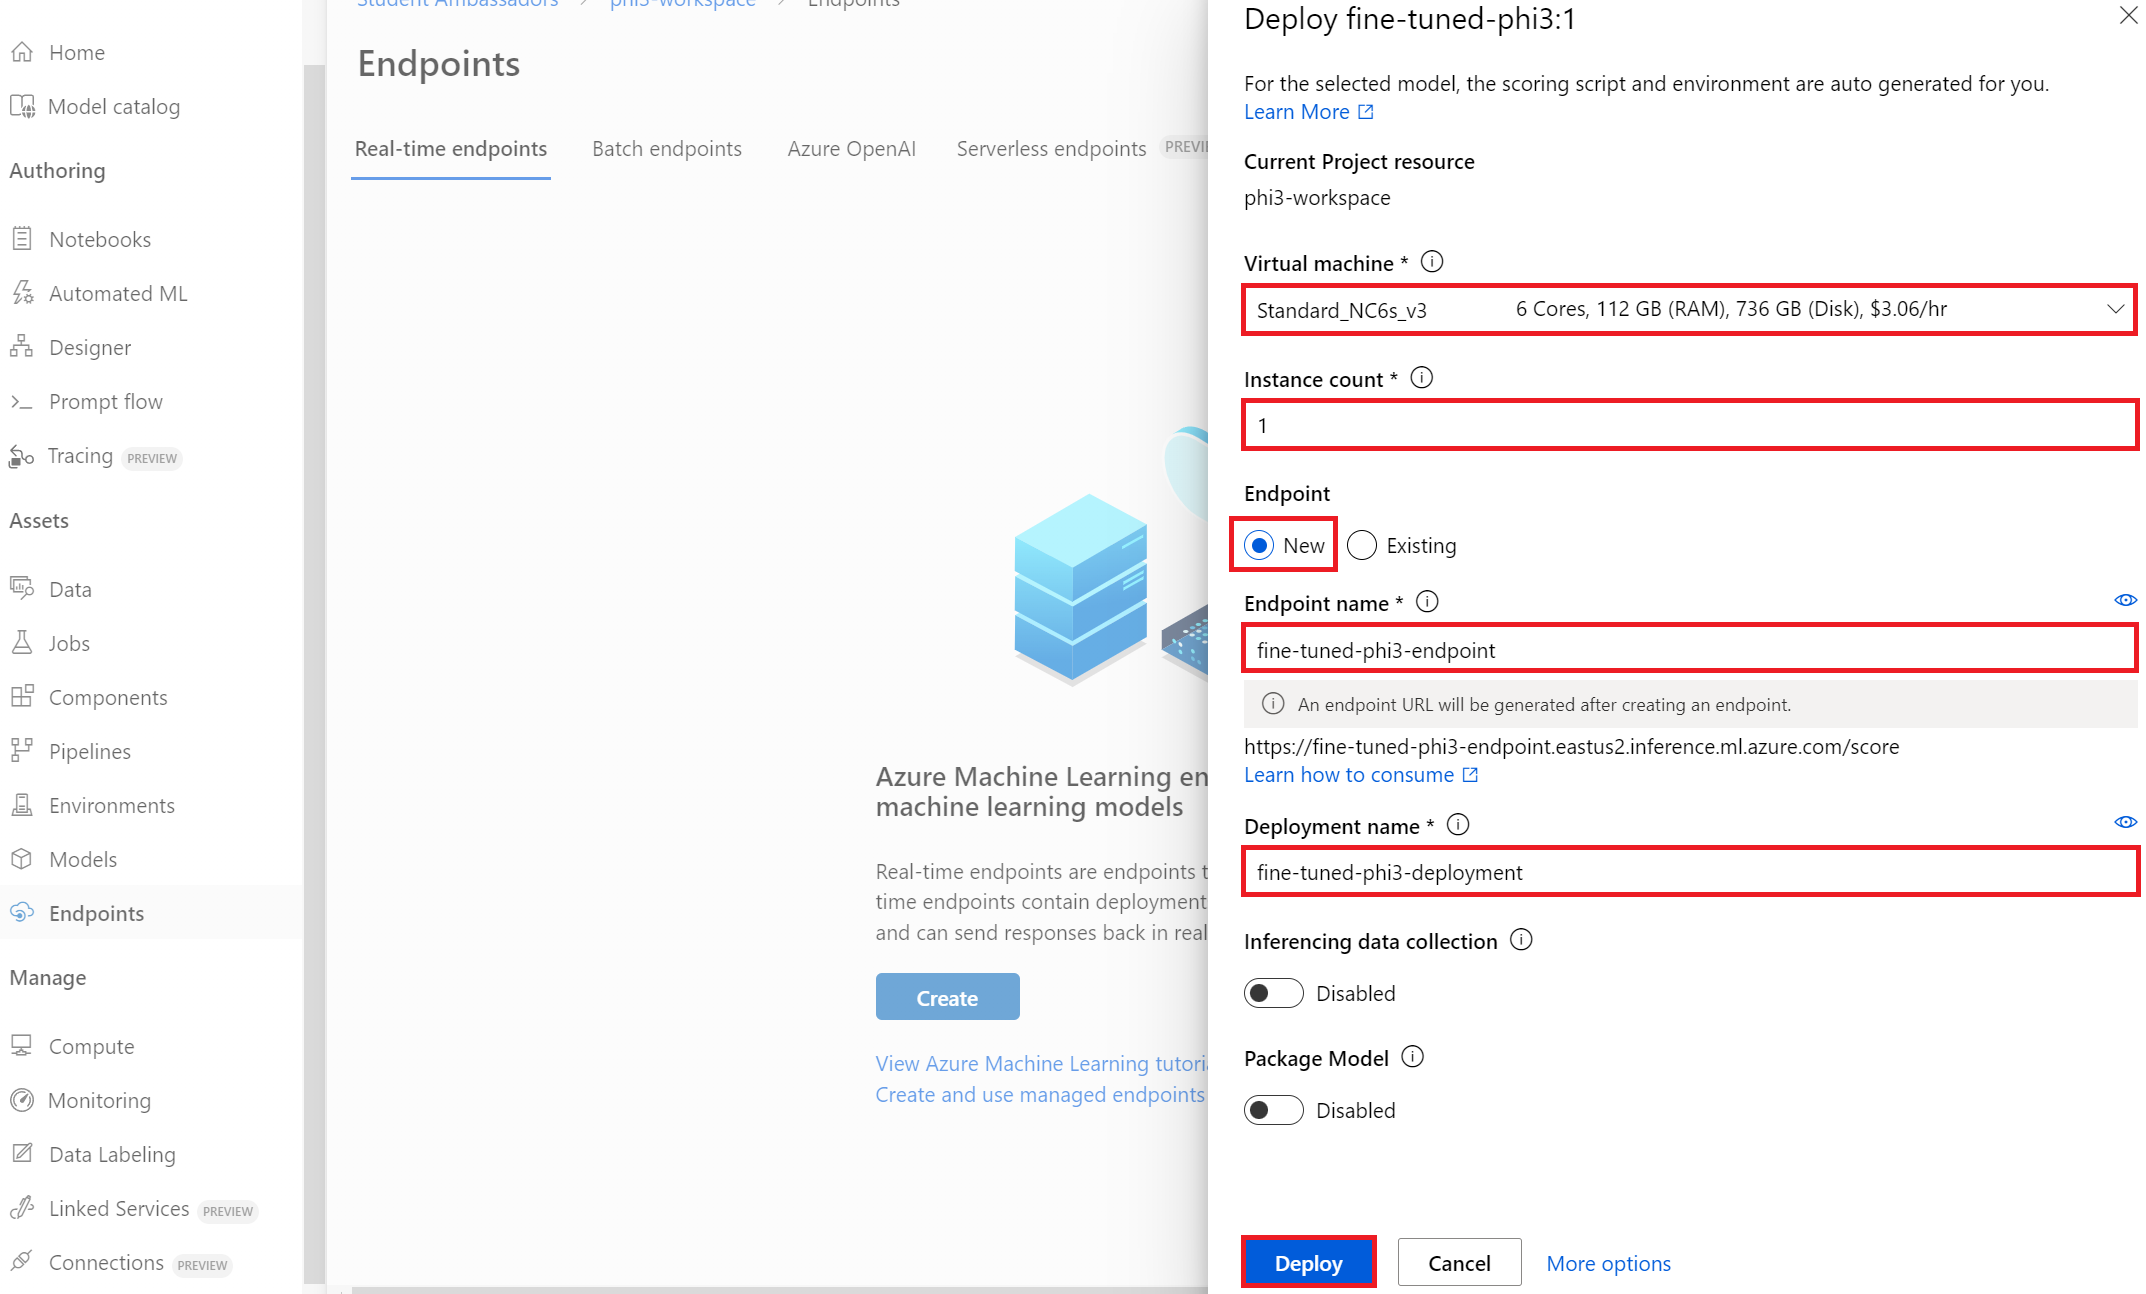 Home
Model catalog
Authoring
Notebooks
Automated ML
Designer
Prompt flow
Tracing PREVIEW
Assets
Data
Jobs
Components
Pipelines
Environments
Models
Endpoints
Manage
Compute
Monitoring
Data Labeling
Linked Services PREVIEW
Connections PREVIEW
Student Ambassadors > phi3-workspace > Endpoints
Endpoints
Real-time endpoints Batch endpoints Azure OpenAI Serverless endpoints PREVI
Azure Machine Learning en
machine learning models
Real-time endpoints are endpoints t
time endpoints contain deployment
and can send responses back in real
Create
View Azure Machine Learning tutori
Create and use managed endpoints
Deploy fine-tuned-phi3:1
For the selected model, the scoring script and environment are auto generated for you.
Learn More
Current Project resource
phi3-workspace
Virtual machine *
Standard_NC6s_v3 6 Cores, 112 GB (RAM), 736 GB (Disk), $3.06/hr
Instance count *
1
Endpoint
New Existing
Endpoint name *
fine-tuned-phi3-endpoint
An endpoint URL will be generated after creating an endpoint.
https://fine-tuned-phi3-endpoint.eastus2.inference.ml.azure.com/score
Learn how to consume
Deployment name *
fine-tuned-phi3-deployment
Inferencing data collection
Disabled
Package Model
Disabled
Deploy Cancel More options